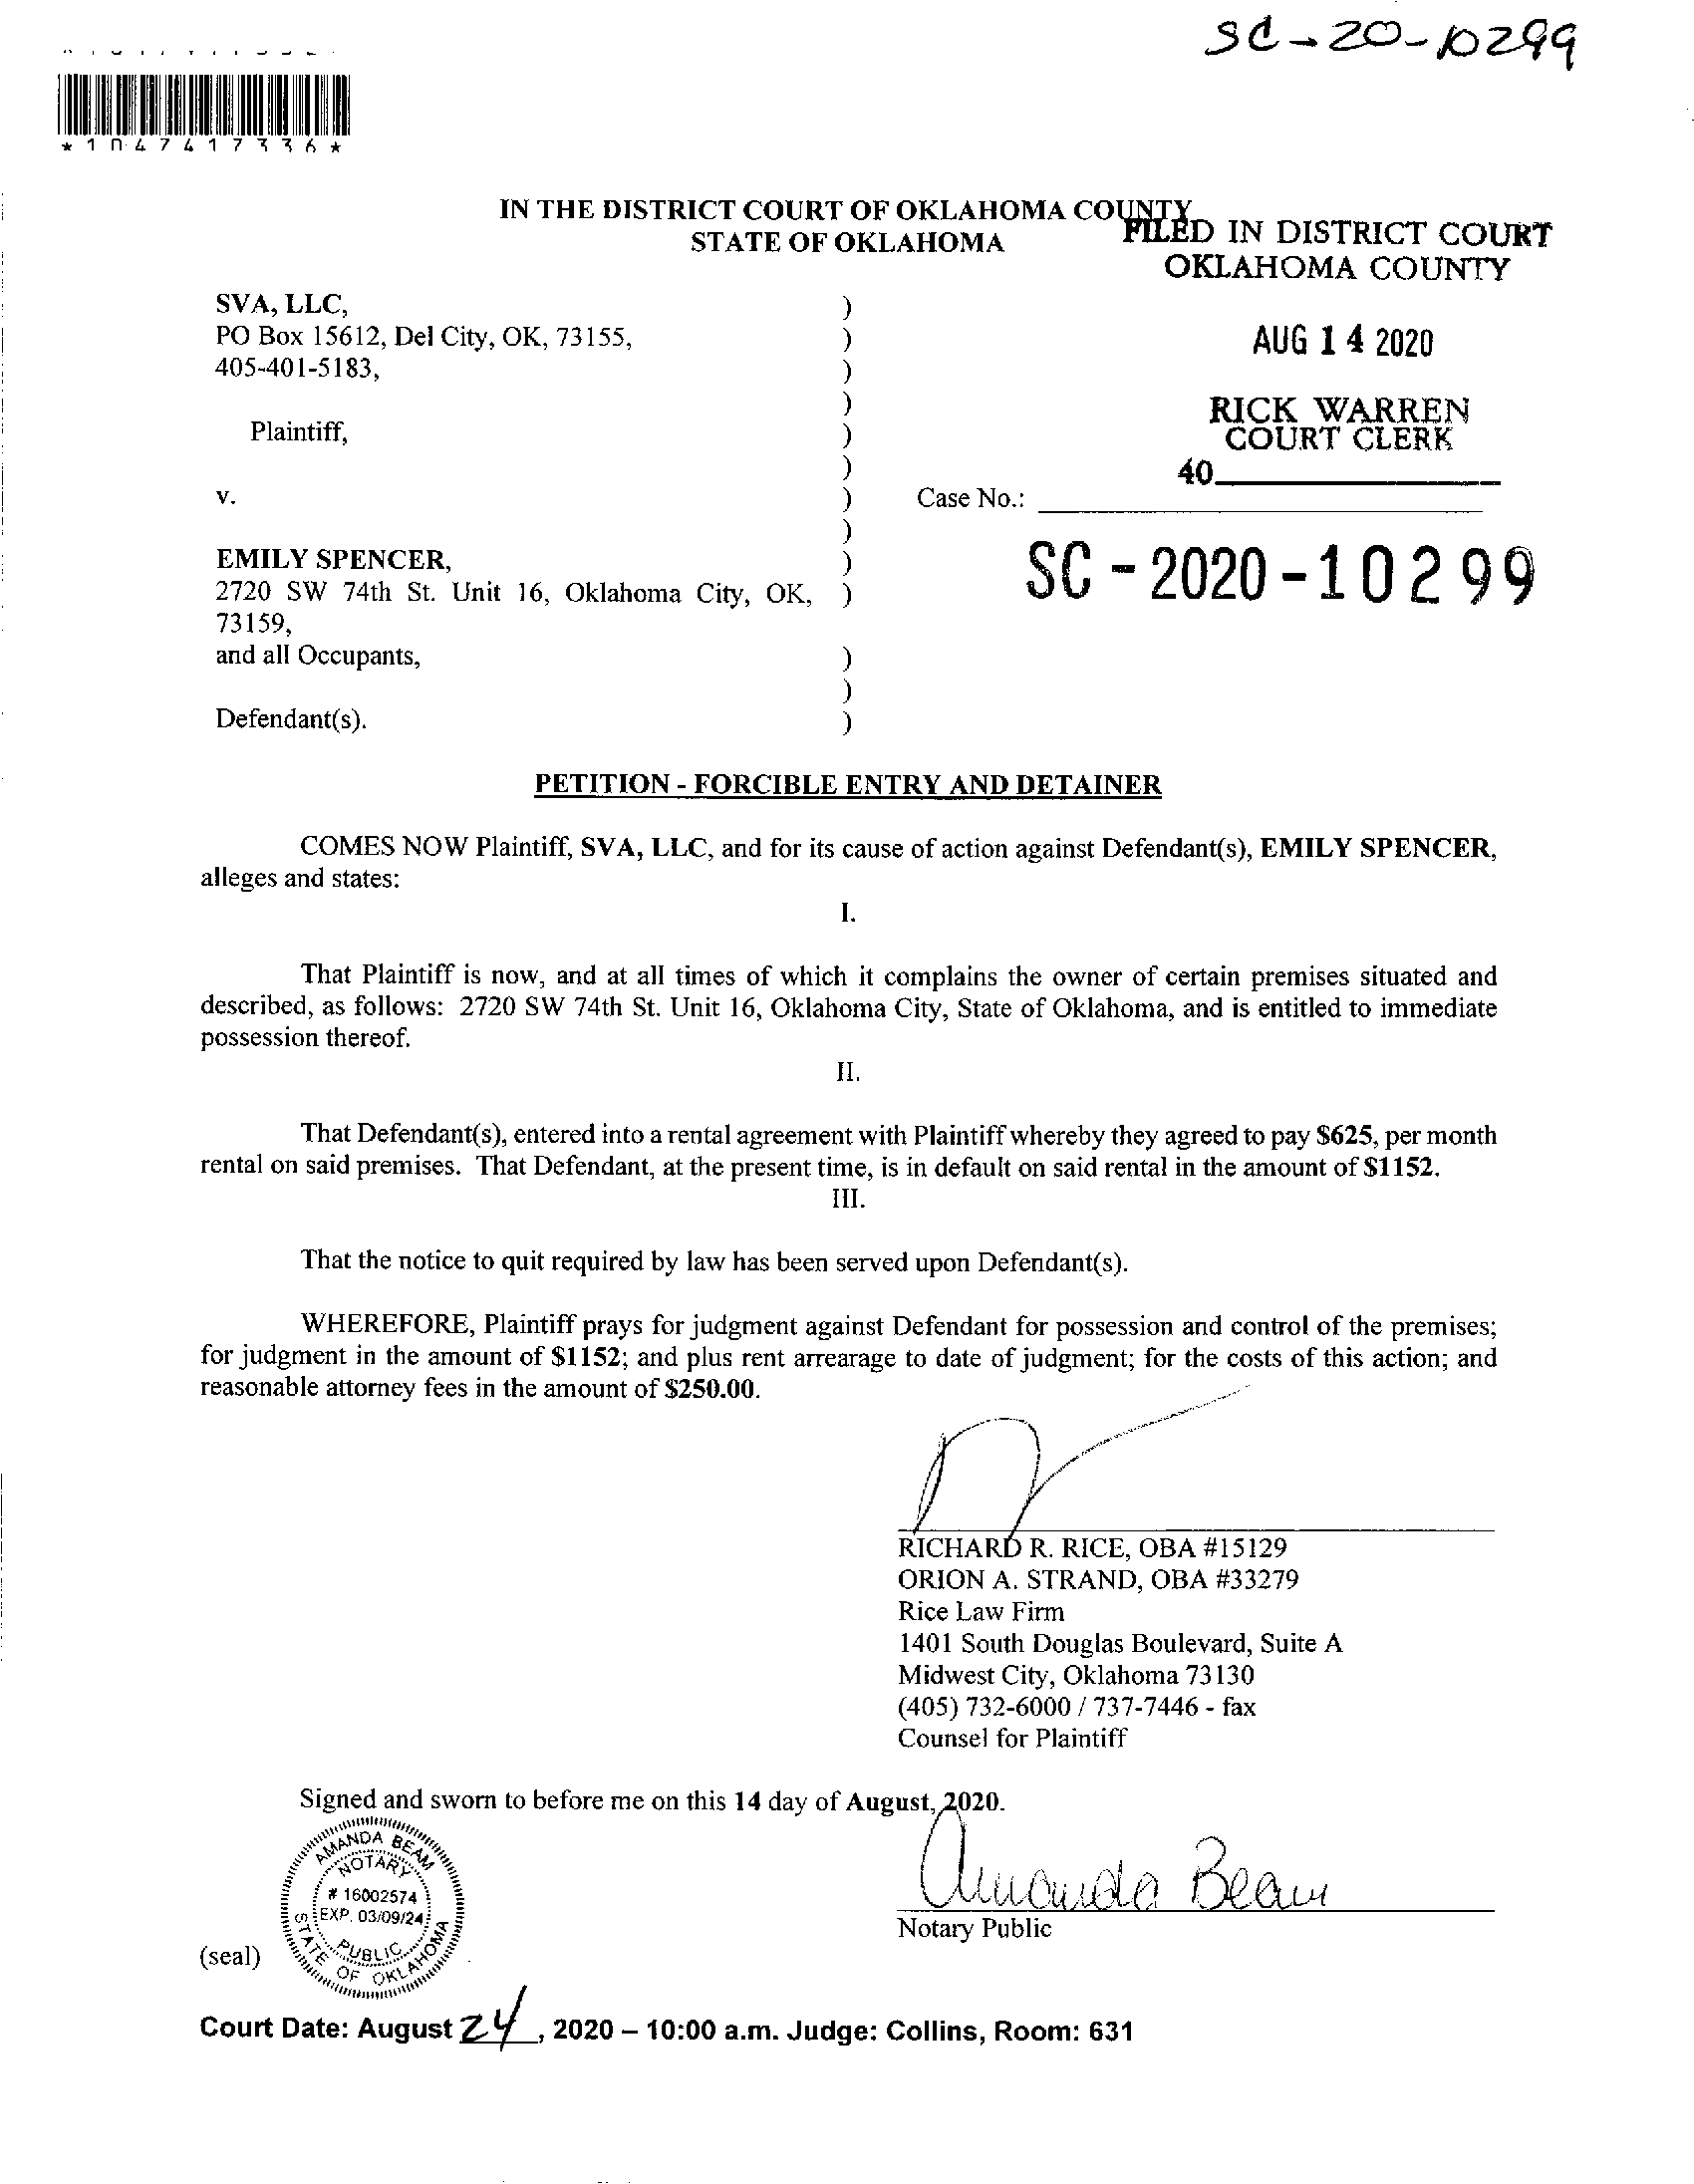 SC-20-10299
*1047417336*
IN THE DISTRICT COURT OF OKLAHOMA COUNTY
STATE OF OKLAHOMA
FILED IN DISTRICT COURT
OKLAHOMA COUNTY
AUG 14 2020
RICK WARREN
COURT CLERK
40
SVA, LLC, )
PO Box 15612, Del City, OK, 73155, )
405-401-5183, )
)
Plaintiff, )
)
v. ) Case No.:
)
EMILY SPENCER, )
SC-2020-10299
2720 SW 74th St. Unit 16, Oklahoma City, OK, )
73159,
and all Occupants, )
)
Defendant(s). )
PETITION - FORCIBLE ENTRY AND DETAINER
COMES NOW Plaintiff, SVA, LLC, and for its cause of action against Defendant(s), EMILY SPENCER,
alleges and states:
I.
That Plaintiff is now, and at all times of which it complains the owner of certain premises situated and
described, as follows: 2720 SW 74th St. Unit 16, Oklahoma City, State of Oklahoma, and is entitled to immediate
possession thereof.
II.
That Defendant(s), entered into a rental agreement with Plaintiff whereby they agreed to pay $625, per month
rental on said premises. That Defendant, at the present time, is in default on said rental in the amount of $1152.
III.
That the notice to quit required by law has been served upon Defendant(s).
WHEREFORE, Plaintiff prays for judgment against Defendant for possession and control of the premises;
for judgment in the amount of $1152; and plus rent arrearage to date of judgment; for the costs of this action; and
reasonable attorney fees in the amount of $250.00.
RICHARD R. RICE, OBA #15129
ORION A. STRAND, OBA #33279
Rice Law Firm
1401 South Douglas Boulevard, Suite A
Midwest City, Oklahoma 73130
(405) 732-6000 / 737-7446 - fax
Counsel for Plaintiff
Signed and sworn to before me on this 14 day of August, 2020.
AMANDA BEAM
NOTARY
# 16002574
EXP. 03/09/24
PUBLIC
STATE OF OKLAHOMA
Amanda Beam
Notary Public
(seal)
Court Date: August 24, 2020 – 10:00 a.m. Judge: Collins, Room: 631